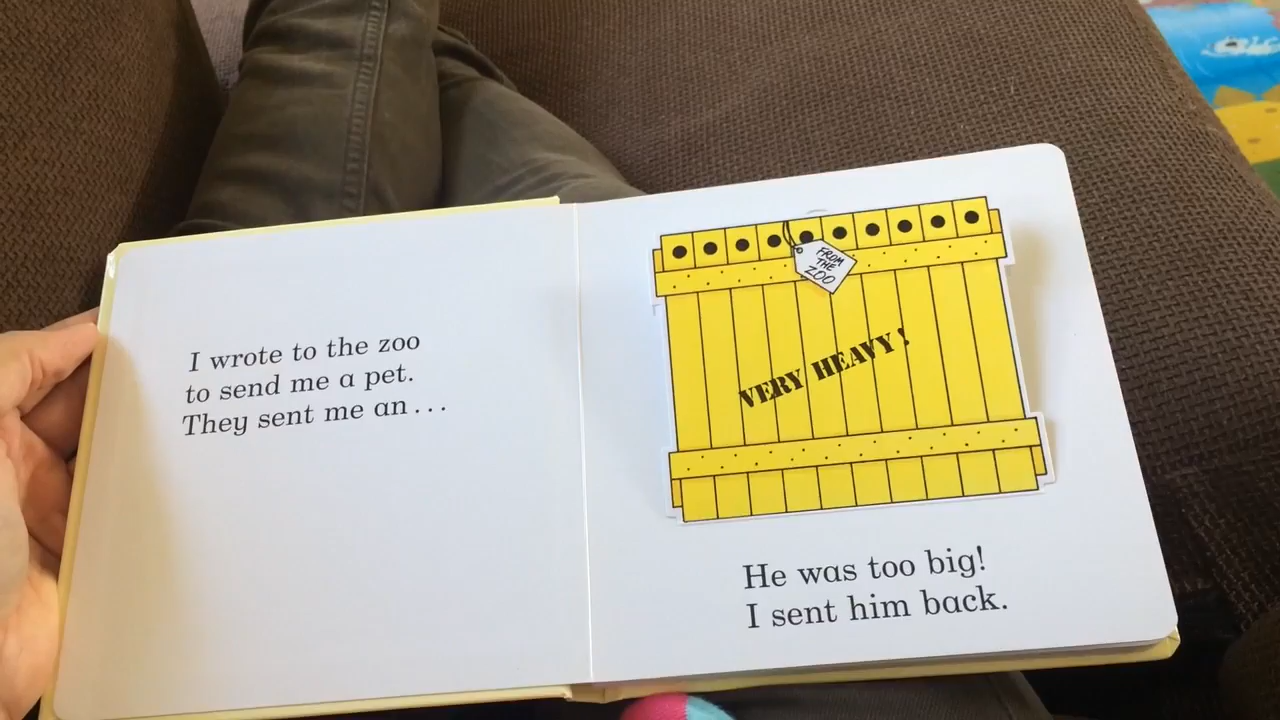 I wrote to the zoo
to send me a pet.
They sent me an...
FROM
THE
ZOO
VERY HEAVY!
He was too big!
I sent him back.